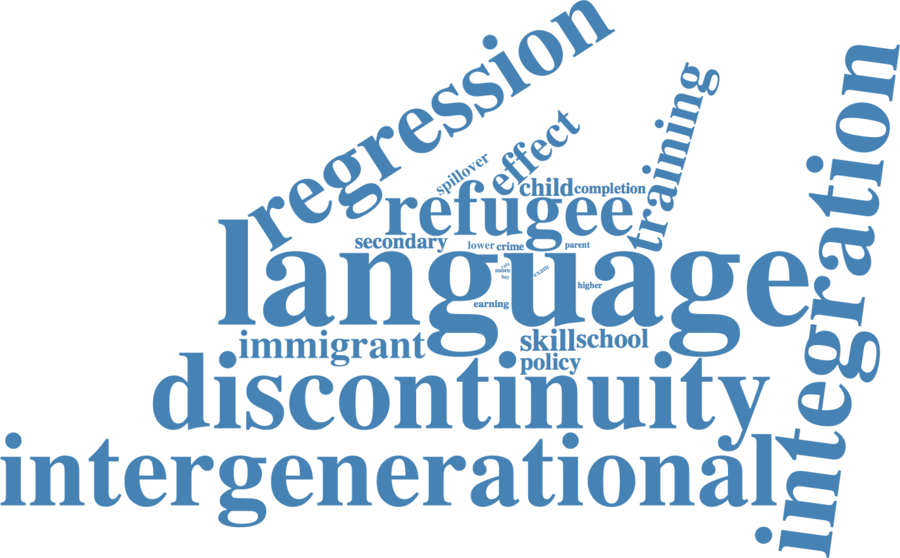 regression
training
integration
effect
spillover
child
completion
refugee
secondary
lower
crime
parent
language
more
boy
exam
higher
earning
immigrant
skill
school
policy
discontinuity
intergenerational